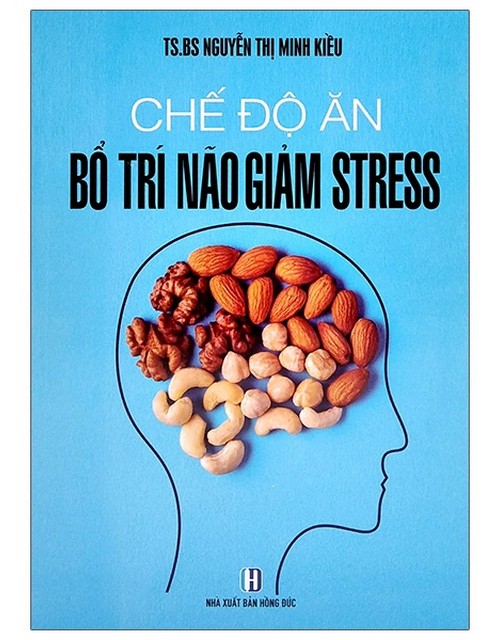 TS.BS NGUYỄN THỊ MINH KIỀU
CHẾ ĐỘ ĂN
BỔ TRÍ NÃO GIẢM STRESS
H
NHÀ XUẤT BẢN HỒNG ĐỨC